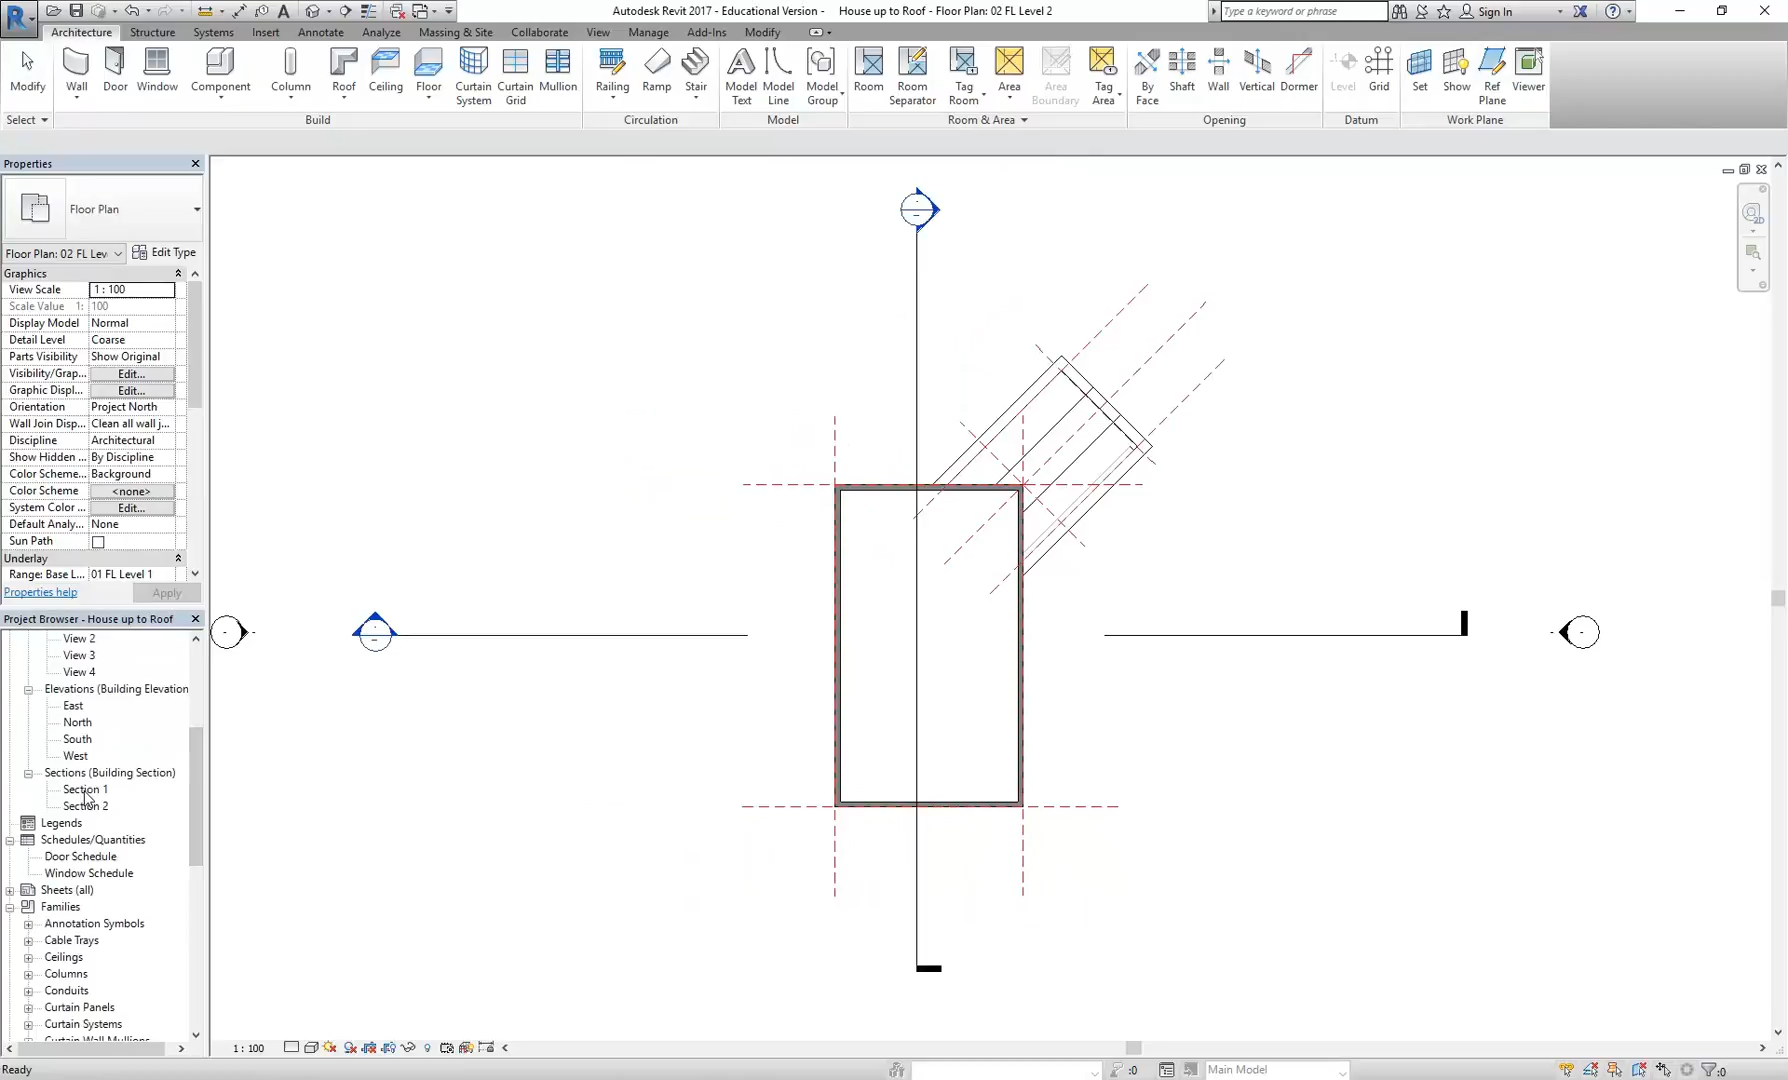 Autodesk Revit 2017 - Educational Version - House up to Roof - Floor Plan: 02 FL Level 2
Type a keyword or phrase
Sign In
Architecture Structure Systems Insert Annotate Analyze Massing & Site Collaborate View Manage Add-Ins Modify
Modify
Wall
Door
Window
Component
Column
Roof
Ceiling
Floor
Curtain System
Curtain Grid
Mullion
Railing
Ramp
Stair
Model Text
Model Line
Model Group
Room
Room Separator
Tag Room
Area
Area Boundary
Tag Area
By Face
Shaft
Wall
Vertical
Dormer
Level
Grid
Set
Show
Ref Plane
Viewer
Select
Build
Circulation
Model
Room & Area
Opening
Datum
Work Plane
Properties
Floor Plan
Floor Plan: 02 FL Lev
Edit Type
Graphics
View Scale 1 : 100
Scale Value 1: 100
Display Model Normal
Detail Level Coarse
Parts Visibility Show Original
Visibility/Grap... Edit...
Graphic Displ... Edit...
Orientation Project North
Wall Join Disp... Clean all wall j...
Discipline Architectural
Show Hidden ... By Discipline
Color Scheme... Background
Color Scheme <none>
System Color ... Edit...
Default Analy... None
Sun Path
Underlay
Range: Base L... 01 FL Level 1
Properties help
Apply
Project Browser - House up to Roof
View 2
View 3
View 4
Elevations (Building Elevation
East
North
South
West
Sections (Building Section)
Section 1
Section 2
Legends
Schedules/Quantities
Door Schedule
Window Schedule
Sheets (all)
Families
Annotation Symbols
Cable Trays
Ceilings
Columns
Conduits
Curtain Panels
Curtain Systems
Curtain Wall Mullions
1 : 100
Ready
:0
Main Model
:0